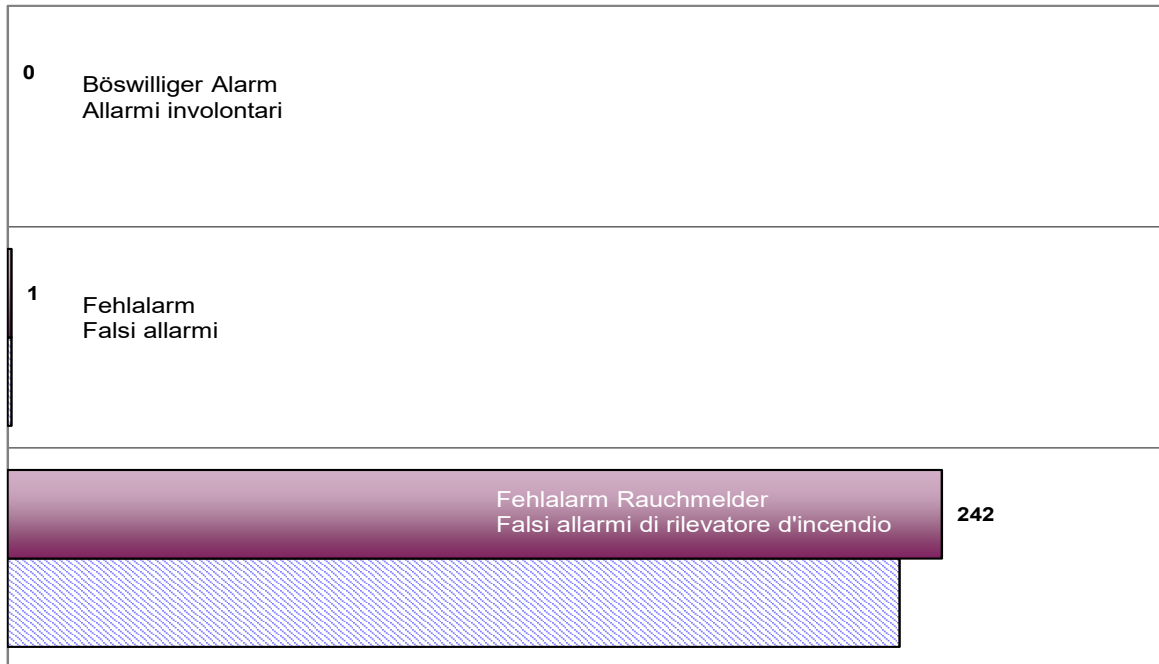 0
Böswilliger Alarm
Allarmi involontari
1
Fehlalarm
Falsi allarmi
Fehlalarm Rauchmelder
Falsi allarmi di rilevatore d'incendio
242